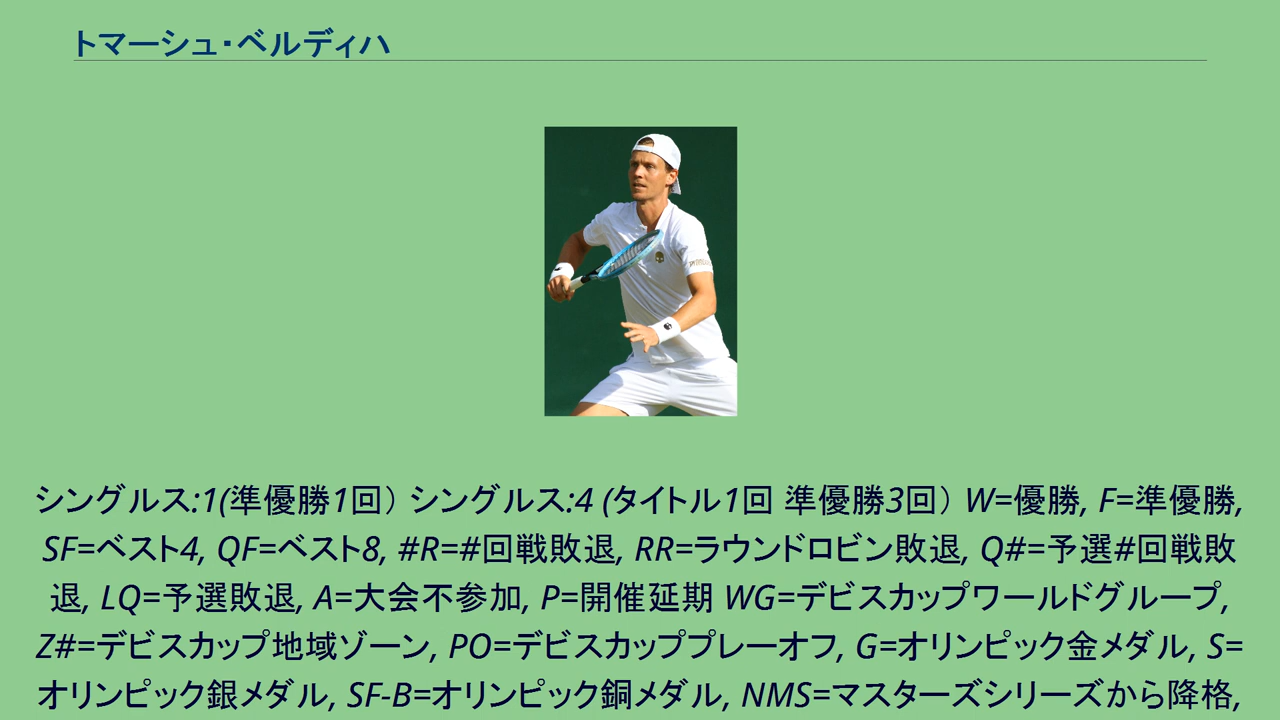 トマーシュ・ベルディハ
シングルス:1(準優勝1回） シングルス:4 (タイトル1回 準優勝3回） W=優勝, F=準優勝,
SF=ベスト4, QF=ベスト8, #R=#回戦敗退, RR=ラウンドロビン敗退, Q#=予選#回戦敗
退, LQ=予選敗退, A=大会不参加, P=開催延期 WG=デビスカップワールドグループ,
Z#=デビスカップ地域ゾーン, PO=デビスカッププレーオフ, G=オリンピック金メダル, S=
オリンピック銀メダル, SF-B=オリンピック銅メダル, NMS=マスターズシリーズから降格,